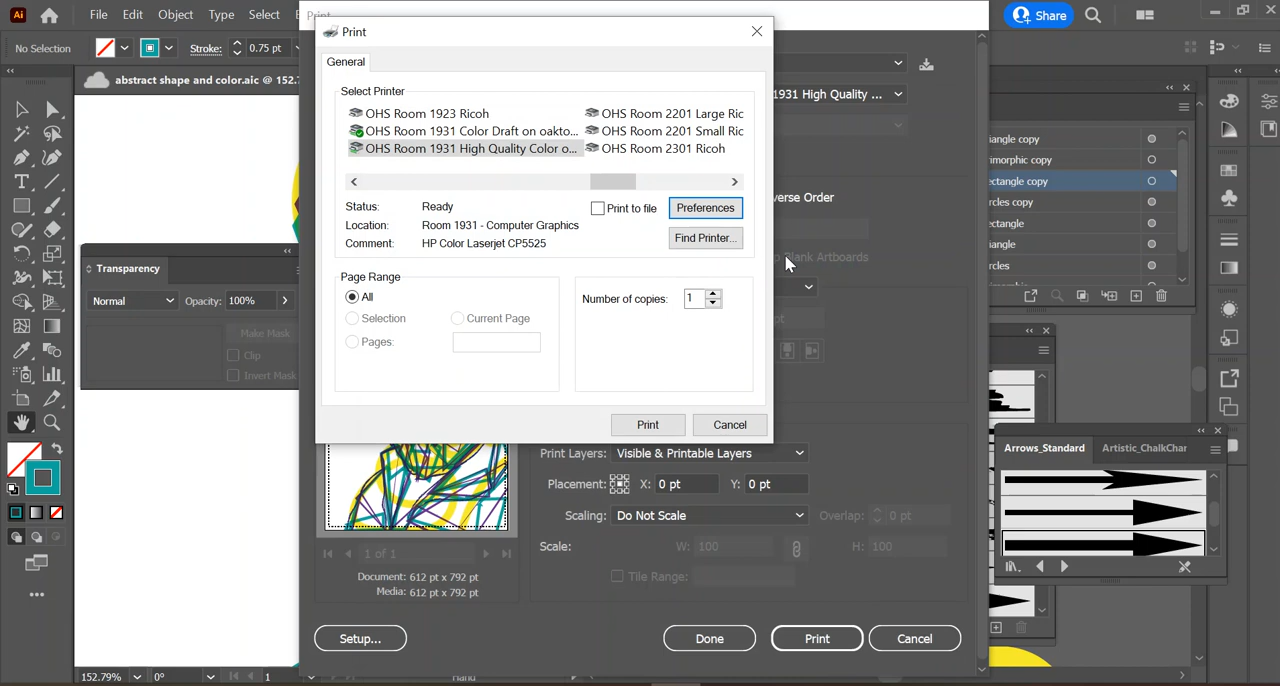 Ai
File Edit Object Type Select
Print
Share
No Selection
Stroke:
0.75 pt
abstract shape and color.aic @ 152.7
Print
General
Select Printer
OHS Room 1923 Ricoh
OHS Room 2201 Large Ric
OHS Room 1931 Color Draft on oakto...
OHS Room 2201 Small Ric
OHS Room 1931 High Quality Color o...
OHS Room 2301 Ricoh
Status: Ready
Print to file
Preferences
Location: Room 1931 - Computer Graphics
Comment: HP Color Laserjet CP5525
Find Printer...
Page Range
All
Selection
Current Page
Pages:
Number of copies: 1
Print
Cancel
1931 High Quality ...
verse Order
p Blank Artboards
pt
Transparency
Normal
Opacity: 100%
Make Mask
Clip
Invert Mask
iangle copy
rimorphic copy
ectangle copy
rcles copy
ectangle
iangle
rcles
Arrows_Standard
Artistic_ChalkChar
Print Layers: Visible & Printable Layers
Placement: X: 0 pt Y: 0 pt
Scaling: Do Not Scale
Overlap: 0 pt
Scale: W: 100 H: 100
Tile Range:
1 of 1
Document: 612 pt x 792 pt
Media: 612 pt x 792 pt
Setup...
Done
Print
Cancel
152.79%
0°
1
Hand